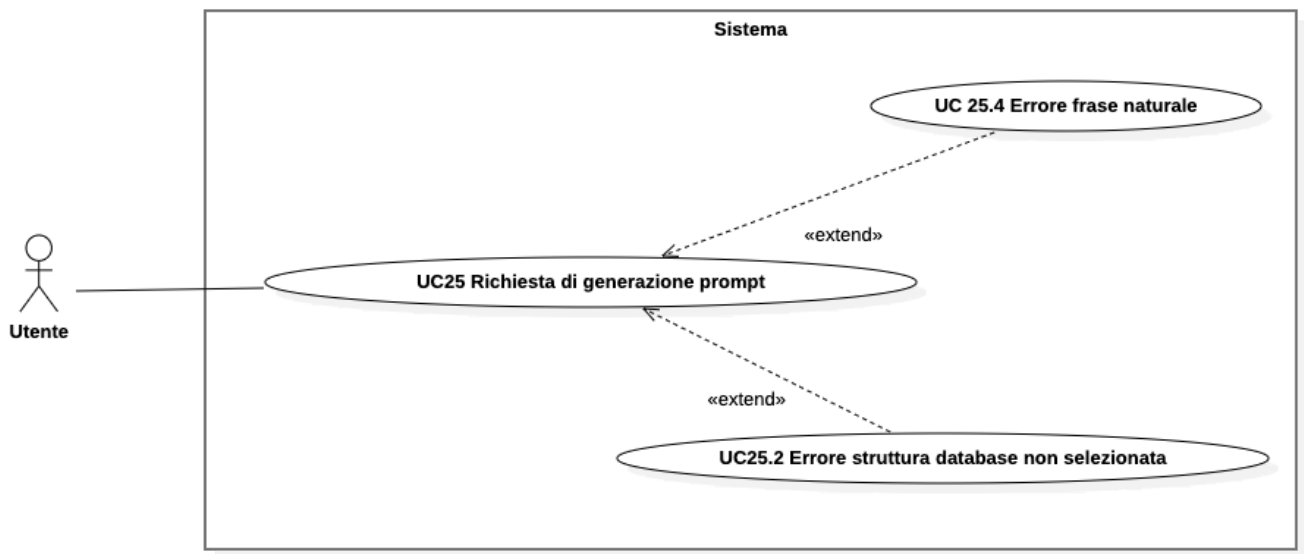 Sistema
UC 25.4 Errore frase naturale
«extend»
UC25 Richiesta di generazione prompt
Utente
«extend»
UC25.2 Errore struttura database non selezionata